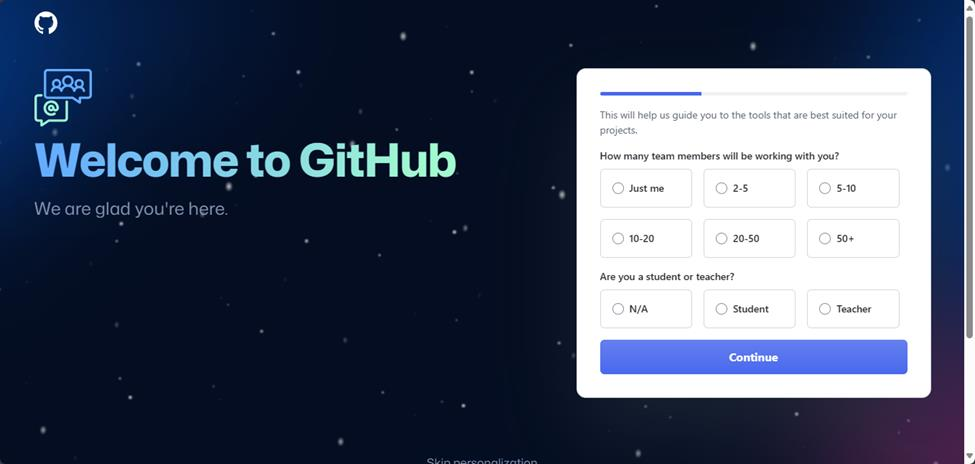 Welcome to GitHub
We are glad you're here.
This will help us guide you to the tools that are best suited for your
projects.
How many team members will be working with you?
Just me
2-5
5-10
10-20
20-50
50+
Are you a student or teacher?
N/A
Student
Teacher
Continue
Skip personalization